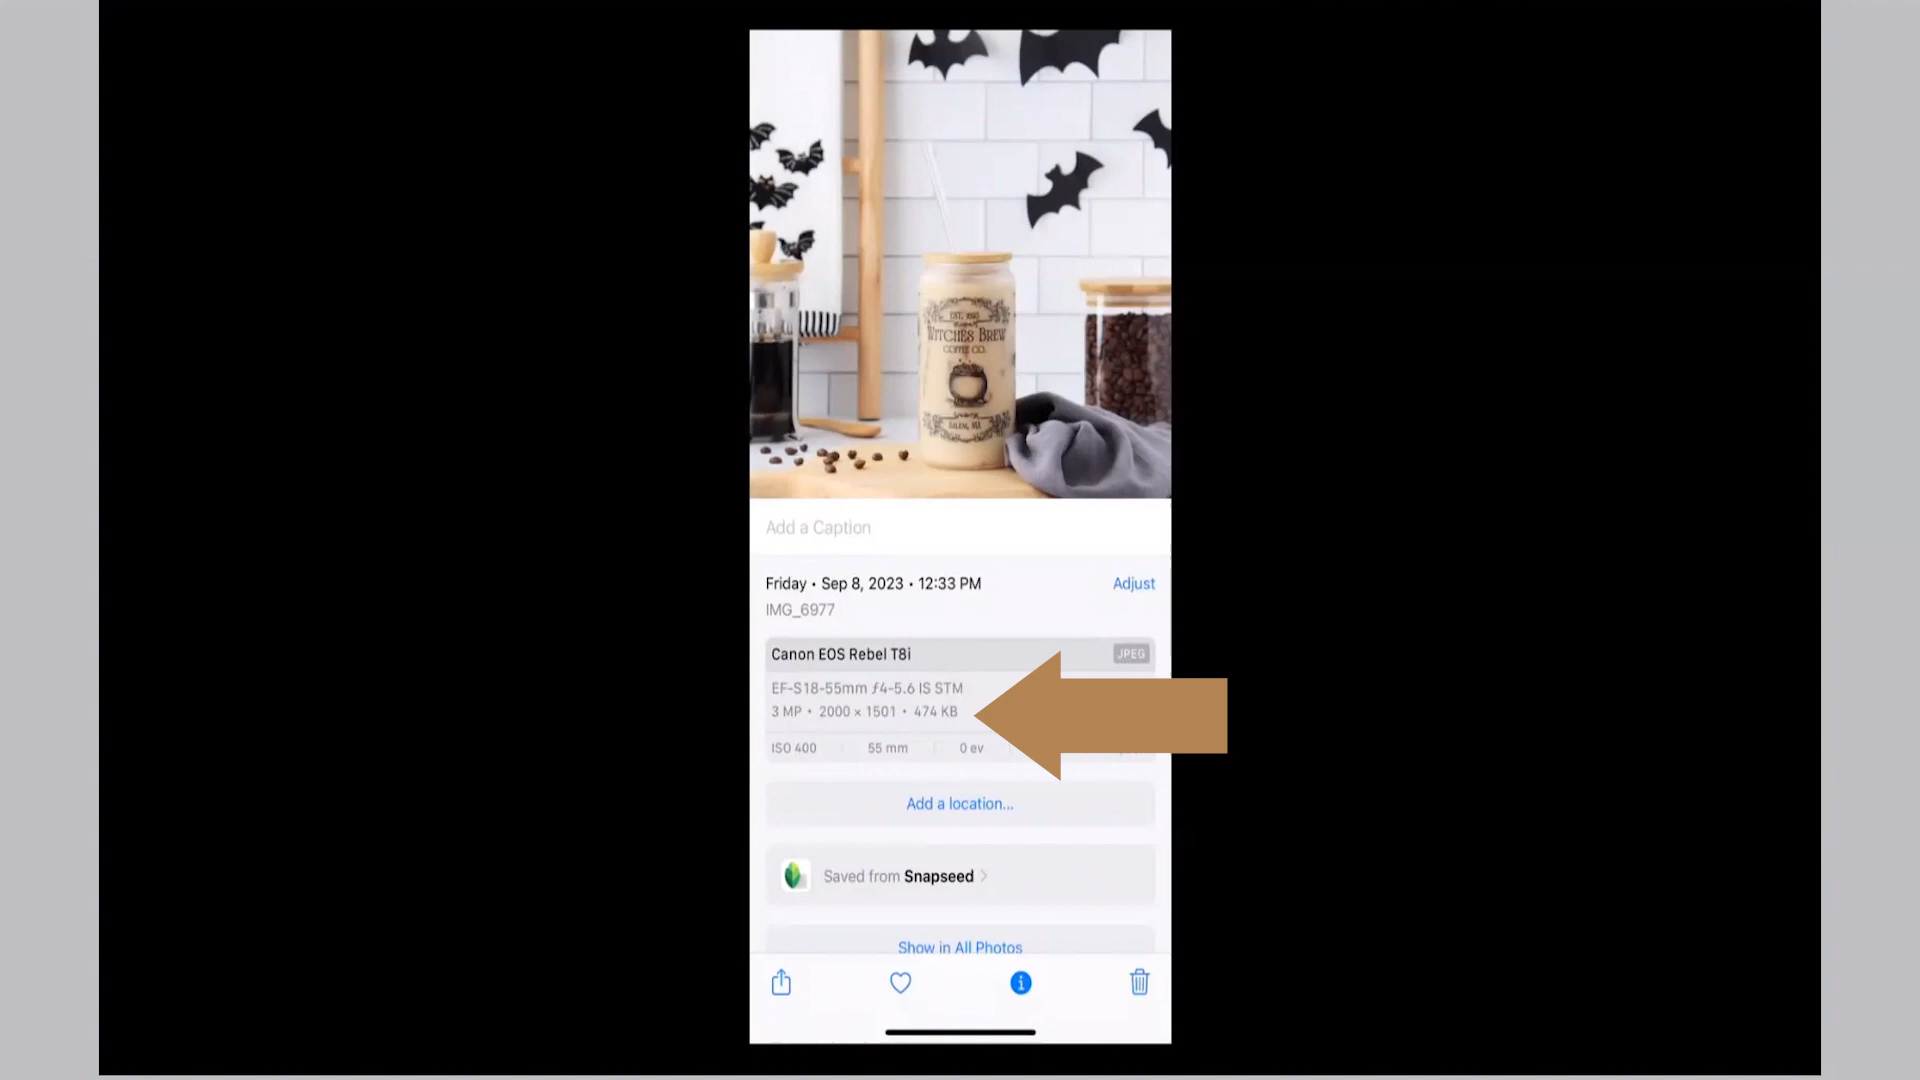 EST. 1693
WITCHES BREW
COFFEE CO.
SALEM, MA
Add a Caption
Friday • Sep 8, 2023 • 12:33 PM
Adjust
IMG_6977
Canon EOS Rebel T8i
JPEG
EF-S18-55mm ƒ4-5.6 IS STM
3 MP • 2000 × 1501 • 474 KB
ISO 400
55 mm
0 ev
Add a location...
Saved from Snapseed
Show in All Photos